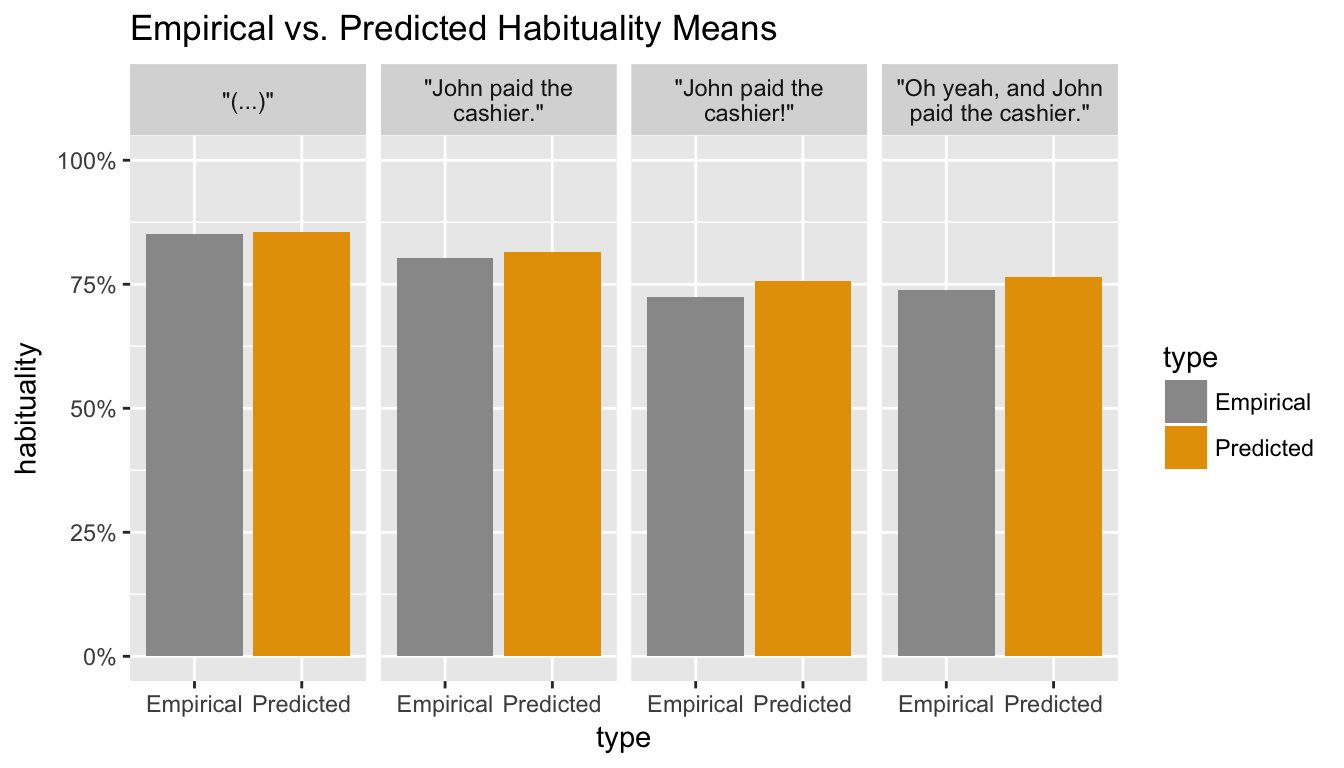 Empirical vs. Predicted Habituality Means
"(...)"
"John paid the
cashier."
"John paid the
cashier!"
"Oh yeah, and John
paid the cashier."
100%
75%
50%
25%
0%
habituality
Empirical Predicted
Empirical Predicted
Empirical Predicted
Empirical Predicted
type
type
Empirical
Predicted